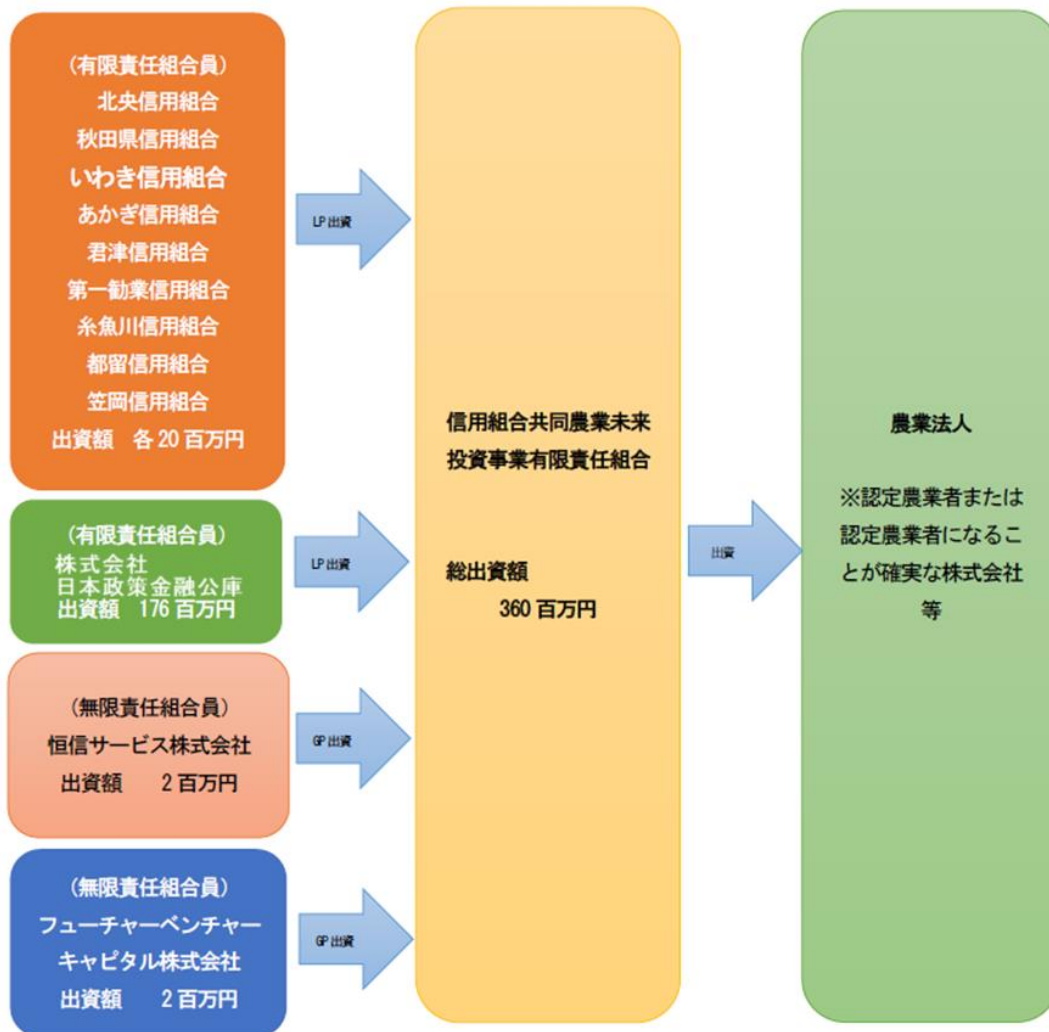 (有限責任組合員)
北央信用組合
秋田県信用組合
いわき信用組合
あかぎ信用組合
君津信用組合
第一勧業信用組合
糸魚川信用組合
都留信用組合
笠岡信用組合
出資額 各20百万円
LP出資
(有限責任組合員)
株式会社
日本政策金融公庫
出資額 176百万円
LP出資
(無限責任組合員)
恒信サービス株式会社
出資額 2百万円
GP出資
(無限責任組合員)
フューチャーベンチャー
キャピタル株式会社
出資額 2百万円
GP出資
信用組合共同農業未来
投資事業有限責任組合
総出資額
360百万円
出資
農業法人
※認定農業者または
認定農業者になるこ
とが確実な株式会社
等